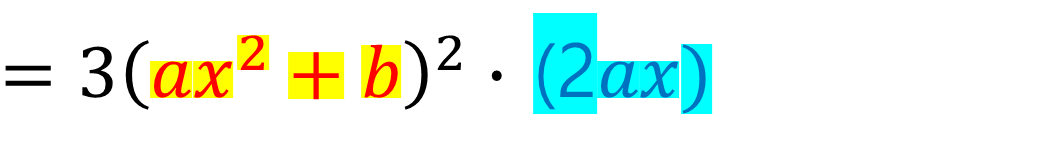 = 3(ax² + b)² · (2ax)